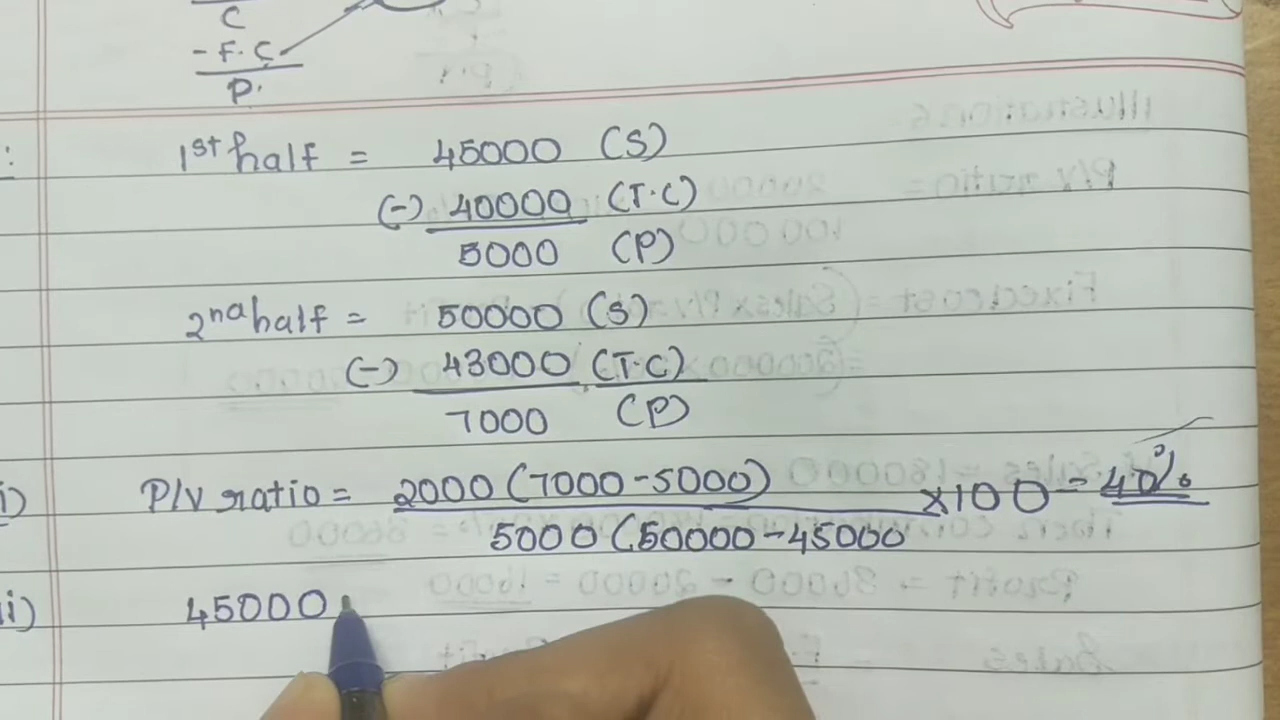 C
- F. C
P.
: 1st half = 45000 (S)
(-) 40000 (T.C)
5000 (P)
2nd half = 50000 (S)
(-) 43000 (T.C)
7000 (P)
i) P/V ratio = 2000 (7000 - 5000) x100 = 40%
5000 (50000 - 45000
ii) 45000